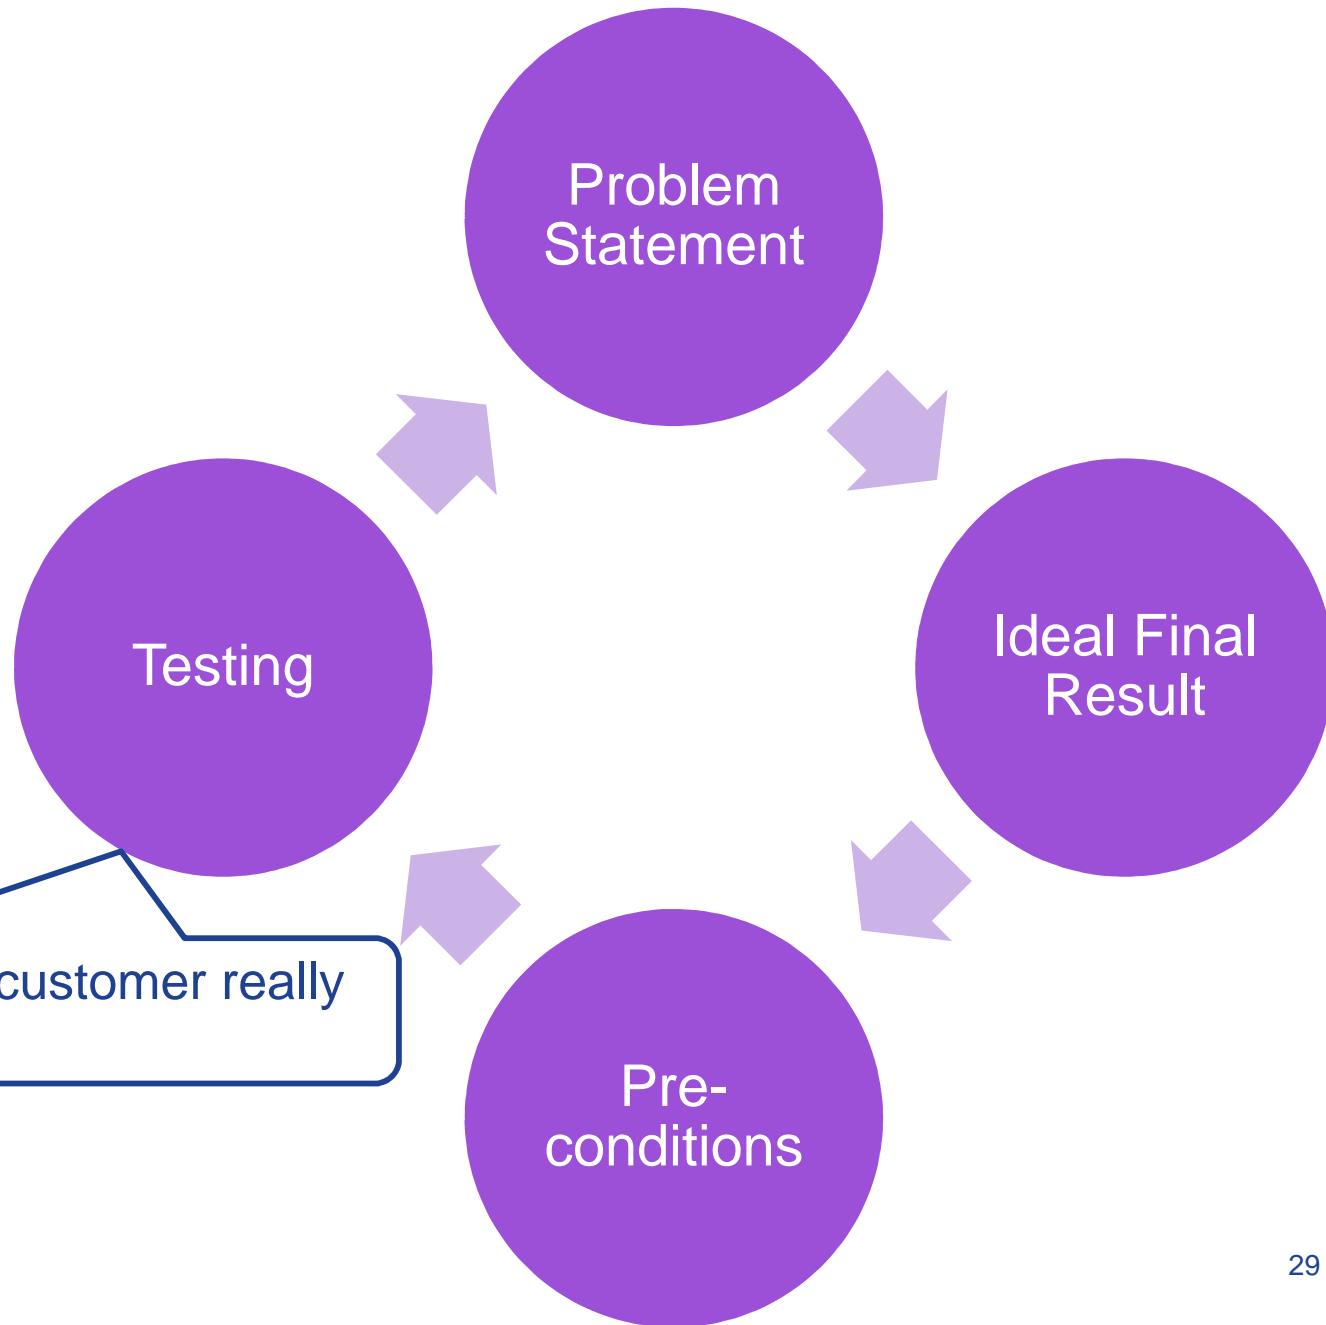 Problem
Statement
Testing
Ideal Final
Result
customer really
Pre-
conditions
29